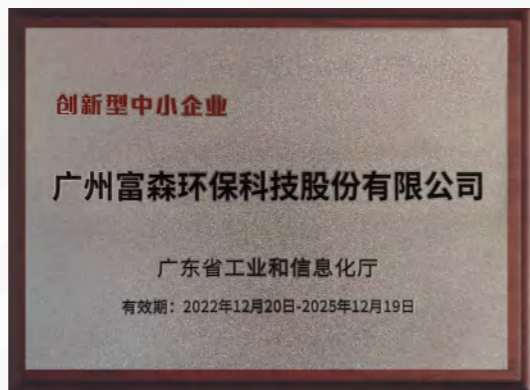 创新型中小企业
广州富森环保科技股份有限公司
广东省工业和信息化厅
有效期：2022年12月20日-2025年12月19日